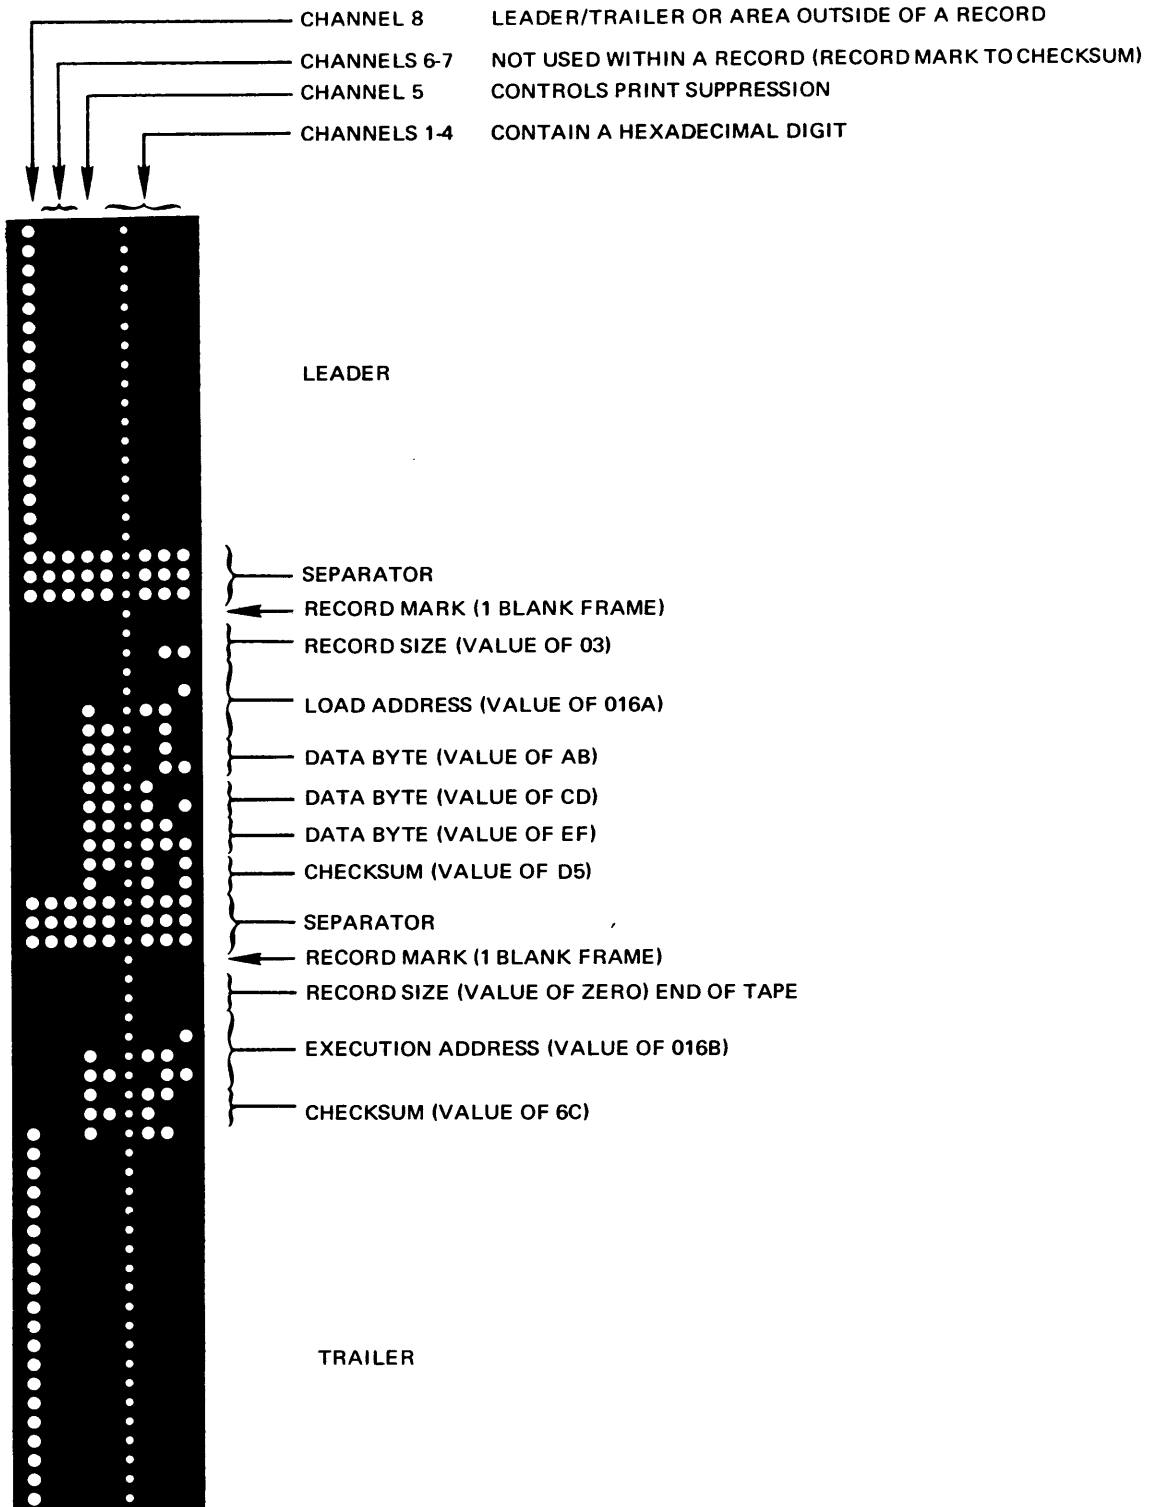 CHANNEL 8 LEADER/TRAILER OR AREA OUTSIDE OF A RECORD
CHANNELS 6-7 NOT USED WITHIN A RECORD (RECORD MARK TO CHECKSUM)
CHANNEL 5 CONTROLS PRINT SUPPRESSION
CHANNELS 1-4 CONTAIN A HEXADECIMAL DIGIT
LEADER
SEPARATOR
RECORD MARK (1 BLANK FRAME)
RECORD SIZE (VALUE OF 03)
LOAD ADDRESS (VALUE OF 016A)
DATA BYTE (VALUE OF AB)
DATA BYTE (VALUE OF CD)
DATA BYTE (VALUE OF EF)
CHECKSUM (VALUE OF D5)
SEPARATOR
RECORD MARK (1 BLANK FRAME)
RECORD SIZE (VALUE OF ZERO) END OF TAPE
EXECUTION ADDRESS (VALUE OF 016B)
CHECKSUM (VALUE OF 6C)
TRAILER